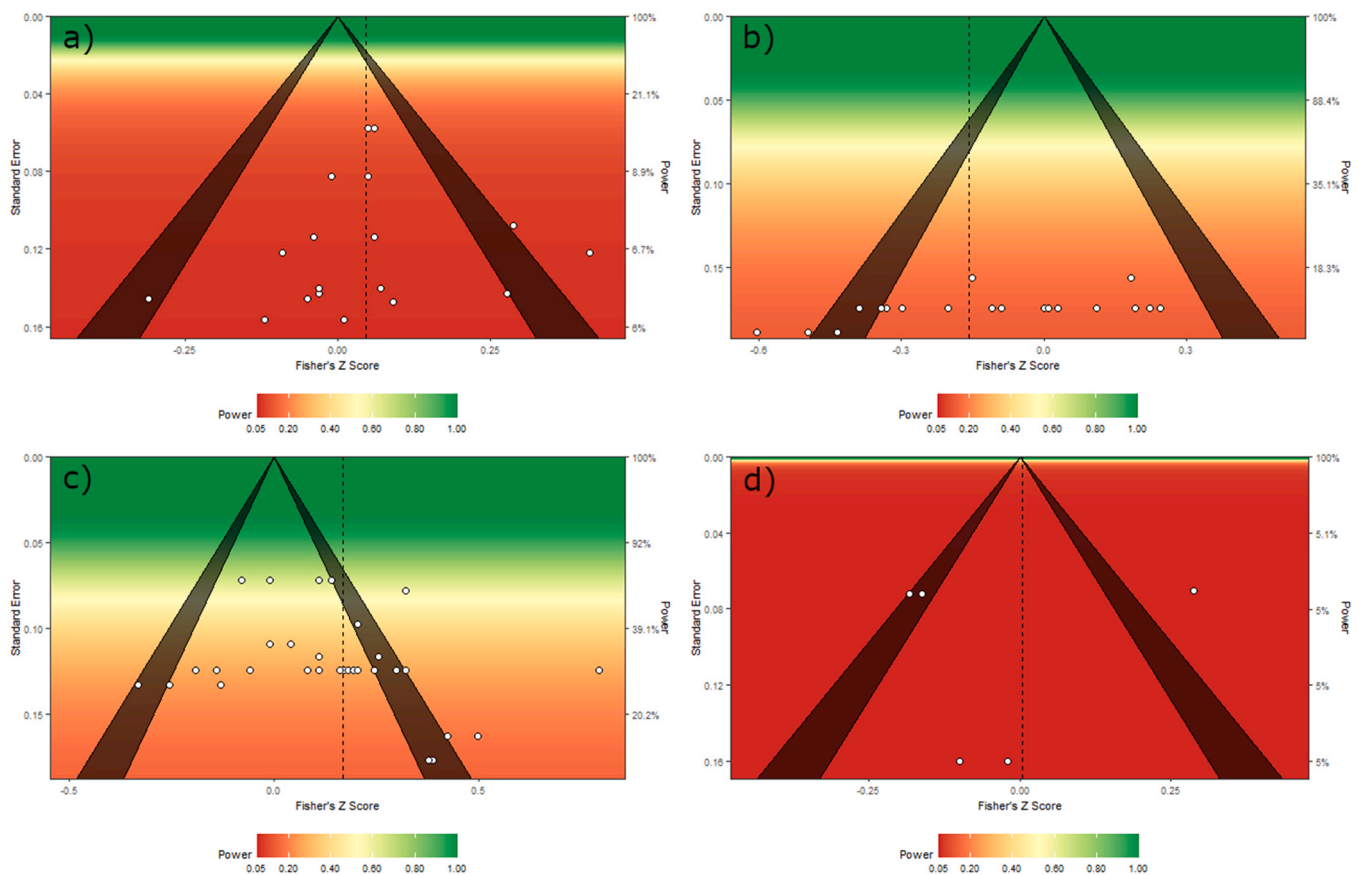 a)
0.00
0.04
0.08
0.12
0.16
Standard Error
100%
21.1%
8.9%
6.7%
6%
Power
-0.25 0.00 0.25
Fisher's Z Score
Power
0.05 0.20 0.40 0.60 0.80 1.00
b)
0.00
0.05
0.10
0.15
Standard Error
100%
88.4%
35.1%
18.3%
Power
-0.6 -0.3 0.0 0.3
Fisher's Z Score
Power
0.05 0.20 0.40 0.60 0.80 1.00
c)
0.00
0.05
0.10
0.15
Standard Error
100%
92%
39.1%
20.2%
Power
-0.5 0.0 0.5
Fisher's Z Score
Power
0.05 0.20 0.40 0.60 0.80 1.00
d)
0.00
0.04
0.08
0.12
0.16
Standard Error
100%
5.1%
5%
5%
5%
Power
-0.25 0.00 0.25
Fisher's Z Score
Power
0.05 0.20 0.40 0.60 0.80 1.00